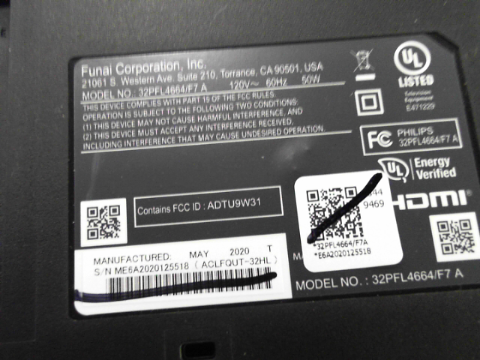 Funai Corporation, Inc.
21061 S. Western Ave. Suite 210, Torrance, CA 90501, USA
MODEL NO.: 32PFL4664/F7 120V~ 60Hz 50W
THIS DEVICE COMPLIES WITH PART 15 OF THE FCC RULES.
OPERATION IS SUBJECT TO THE FOLLOWING TWO CONDITIONS:
(1) THIS DEVICE MAY NOT CAUSE HARMFUL INTERFERENCE, AND
(2) THIS DEVICE MUST ACCEPT ANY INTERFERENCE RECEIVED,
INCLUDING INTERFERENCE THAT MAY CAUSE UNDESIRED OPERATION.
UL
LISTED
E471229
FC
PHILIPS
32PFL4664/F7 A
UL
Energy
Verified
HDMI
Contains FCC ID : ADTU9W31
9469
*32PFL4664/F7A
*E6A2020125518
MANUFACTURED: MAY 2020 T
S/N ME6A2020125518 (ACLFQUT-32HL)
MODEL NO.: 32PFL4664/F7 A